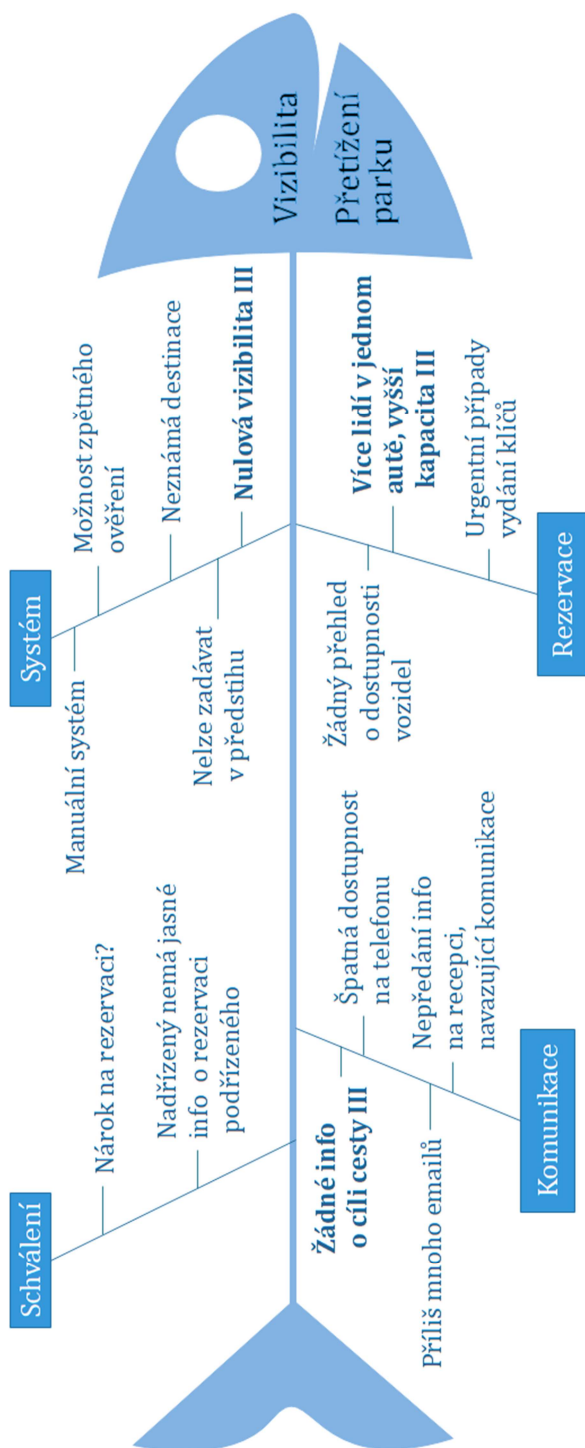 Schválení
Nárok na rezervaci?
Nadřízený nemá jasné
info o rezervaci
podřízeného
Systém
Manuální systém
Možnost zpětného
ověření
Neznámá destinace
Nelze zadávat
v předstihu
Nulová vizibilita III
Vizibilita
Přetížení
parku
Žádné info
o cíli cesty III
Špatná dostupnost
na telefonu
Příliš mnoho emailů
Nepředání info
na recepci,
navazující komunikace
Komunikace
Žádný přehled
o dostupnosti
vozidel
Více lidí v jednom
autě, vyšší
kapacita III
Urgentní případy
vydání klíčů
Rezervace